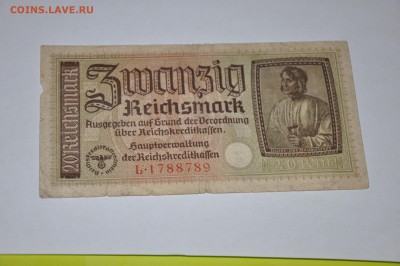 COINS.LAVE.RU
Zwanzig
Reichsmark
Ausgegeben auf Grund der Verordnung
über Reichskreditkassen.
Hauptverwaltung
der Reichskreditkassen
L·1788789
20 Reichsmark